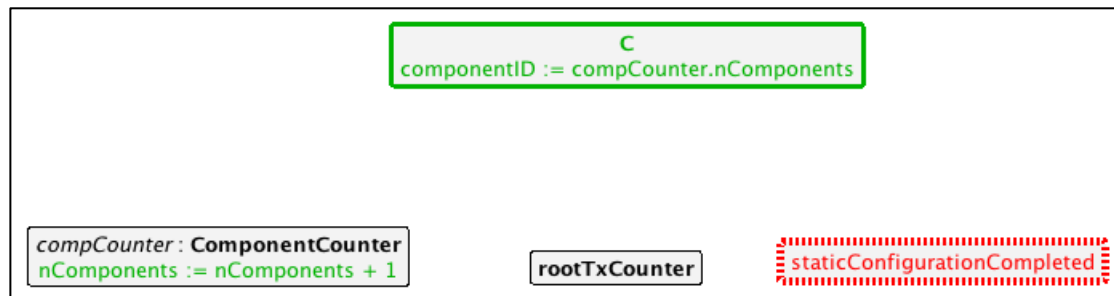 C
componentID := compCounter.nComponents
compCounter : ComponentCounter
nComponents := nComponents + 1
rootTxCounter
staticConfigurationCompleted